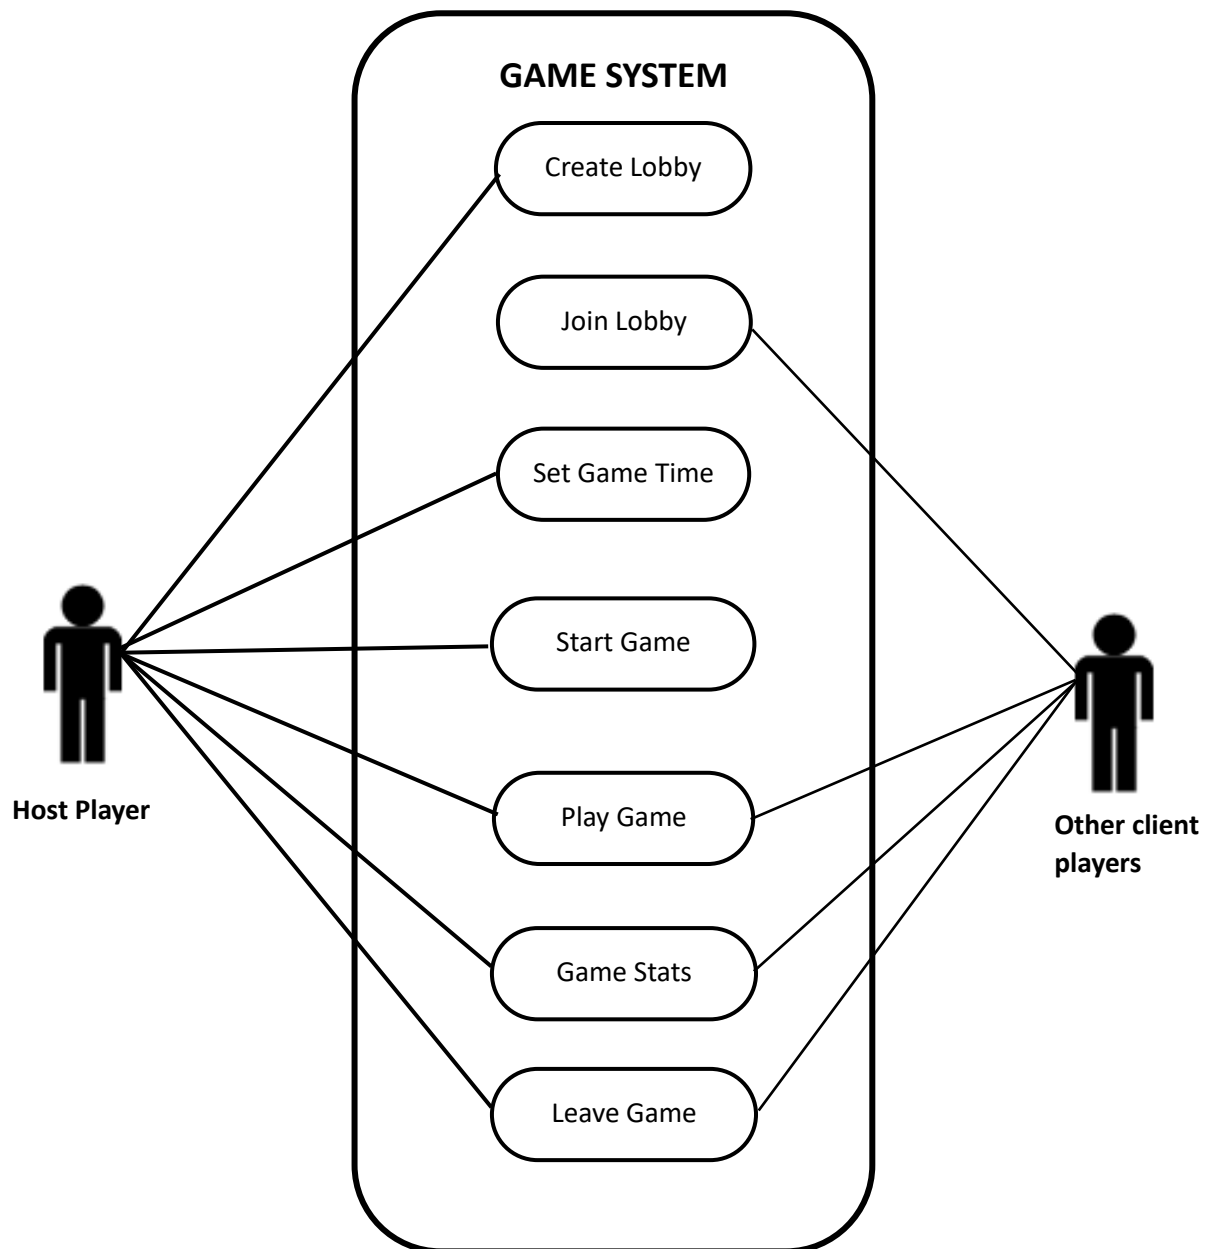 GAME SYSTEM
Create Lobby
Join Lobby
Set Game Time
Start Game
Play Game
Game Stats
Leave Game
Host Player
Other client
players